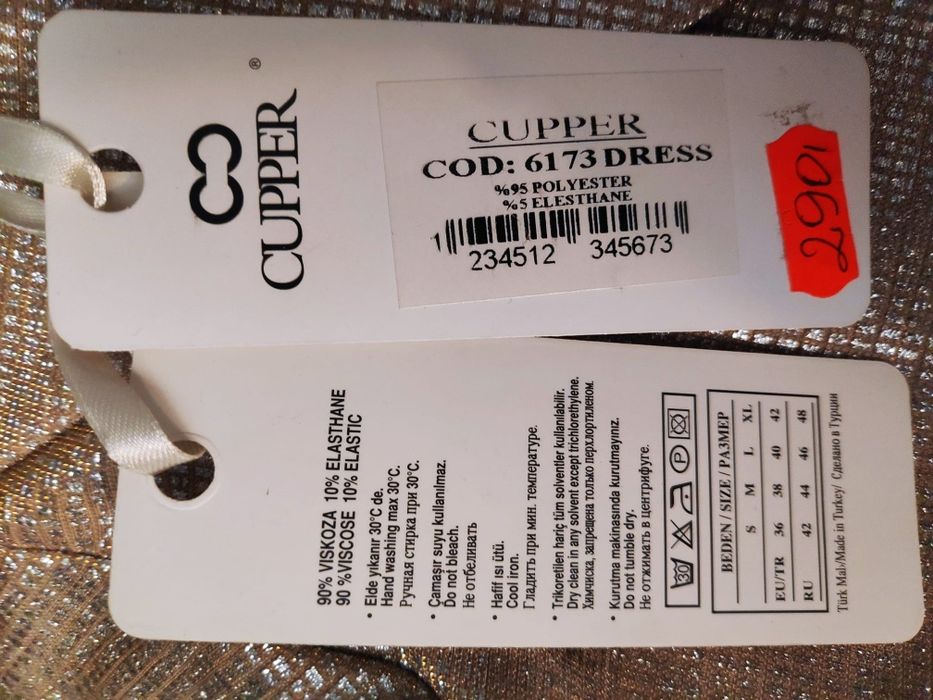 CUPPER
®
CUPPER
COD: 6173 DRESS
%95 POLYESTER
%5 ELESTHANE
1 234512 345673
290,
90% VISKOZA 10% ELASTHANE
90 %VISCOSE 10% ELASTIC
• Elde yıkanır 30°C de.
Hand washing max 30°C.
Ручная стирка при 30°C.
• Çamaşır suyu kullanılmaz.
Do not bleach.
Не отбеливать
• Hafif ısı ütü.
Cool iron.
Гладить при мин. температуре.
• Trikoretilen hariç tüm solventler kullanılabilir.
Dry clean in any solvent except trichlorethylene.
Химчиска, запрещена только перхлортиленом.
• Kurutma makinasında kurutmayınız.
Do not tumble dry.
Не отжимать в центрифуге.
30 P
BEDEN / SIZE / РАЗМЕР
S M L XL
EU/TR 36 38 40 42
RU 42 44 46 48
Türk Malı/Made in Turkey/ Сделано в Турции